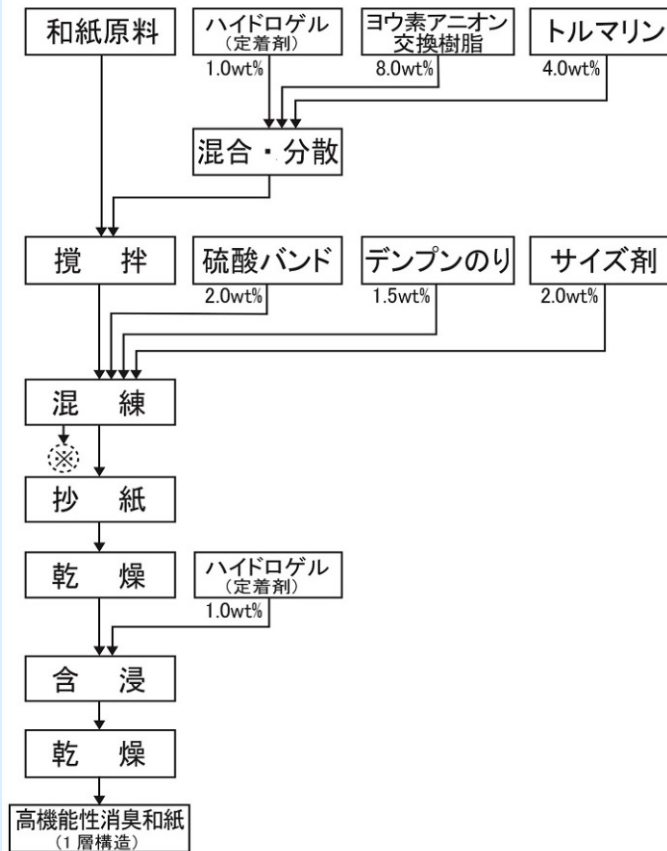 和紙原料
ハイドロゲル
(定着剤)
ヨウ素アニオン
交換樹脂
トルマリン
1.0wt%
8.0wt%
4.0wt%
混合・分散
撹拌
硫酸バンド
デンプンのり
サイズ剤
2.0wt%
1.5wt%
2.0wt%
混練
※
抄紙
乾燥
ハイドロゲル
(定着剤)
1.0wt%
含浸
乾燥
高機能性消臭和紙
(1層構造)